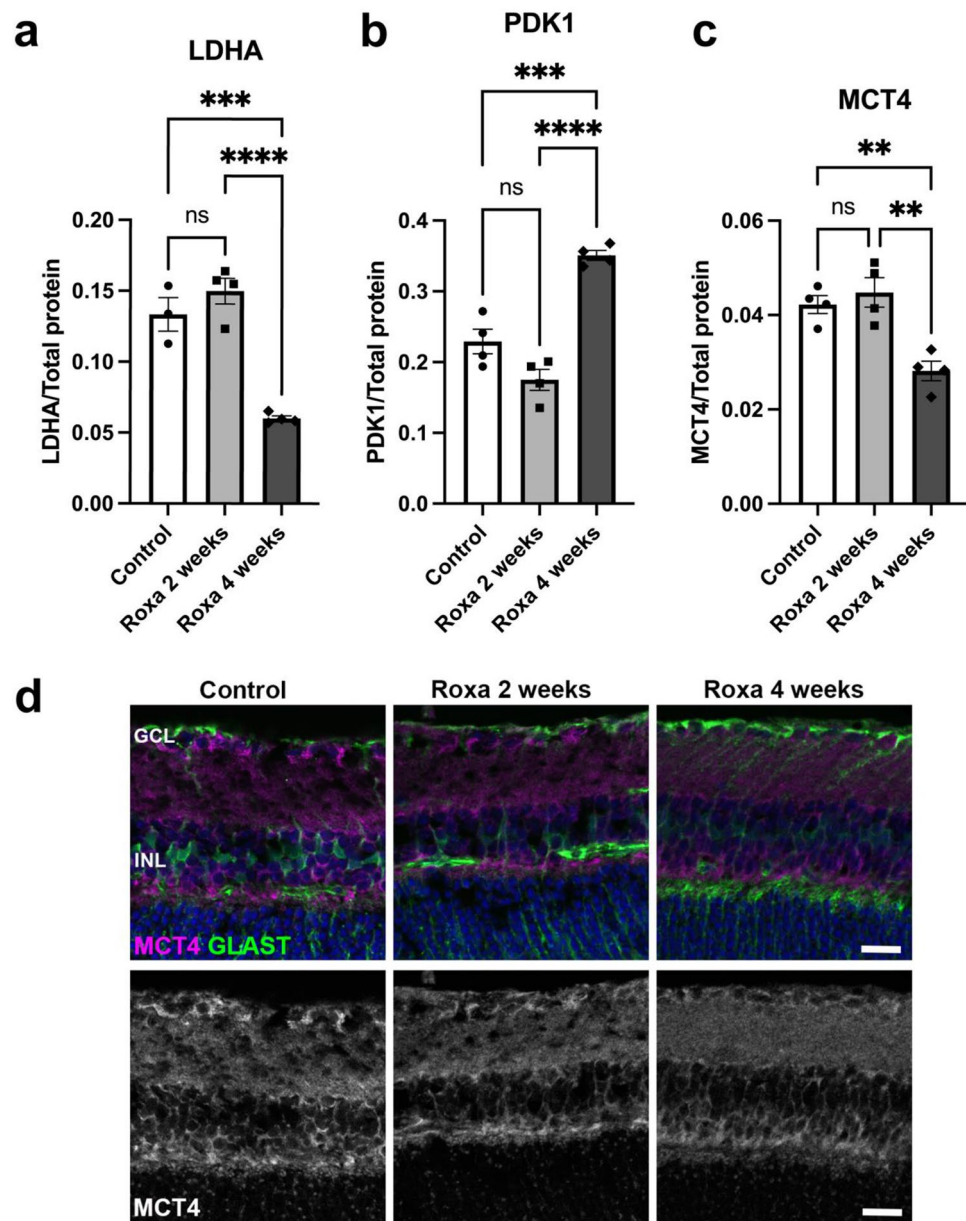 a
LDHA
***
****
ns
LDHA/Total protein
0.20
0.15
0.10
0.05
0.00
Control
Roxa 2 weeks
Roxa 4 weeks
b
PDK1
***
****
ns
PDK1/Total protein
0.4
0.3
0.2
0.1
0.0
Control
Roxa 2 weeks
Roxa 4 weeks
c
MCT4
**
ns
**
MCT4/Total protein
0.06
0.04
0.02
0.00
Control
Roxa 2 weeks
Roxa 4 weeks
d
Control
Roxa 2 weeks
Roxa 4 weeks
GCL
INL
MCT4 GLAST
MCT4